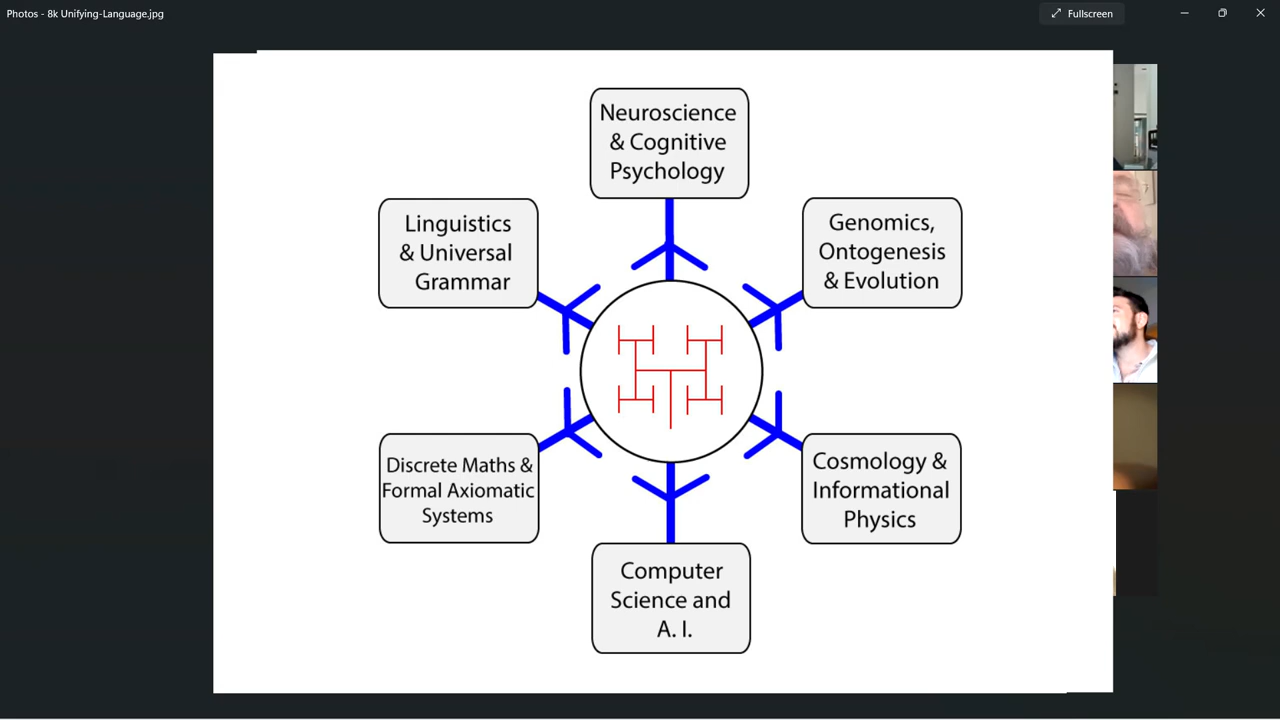 Photos - 8k Unifying-Language.jpg
Fullscreen
Neuroscience
& Cognitive
Psychology
Linguistics
& Universal
Grammar
Genomics,
Ontogenesis
& Evolution
Discrete Maths &
Formal Axiomatic
Systems
Cosmology &
Informational
Physics
Computer
Science and
A. I.